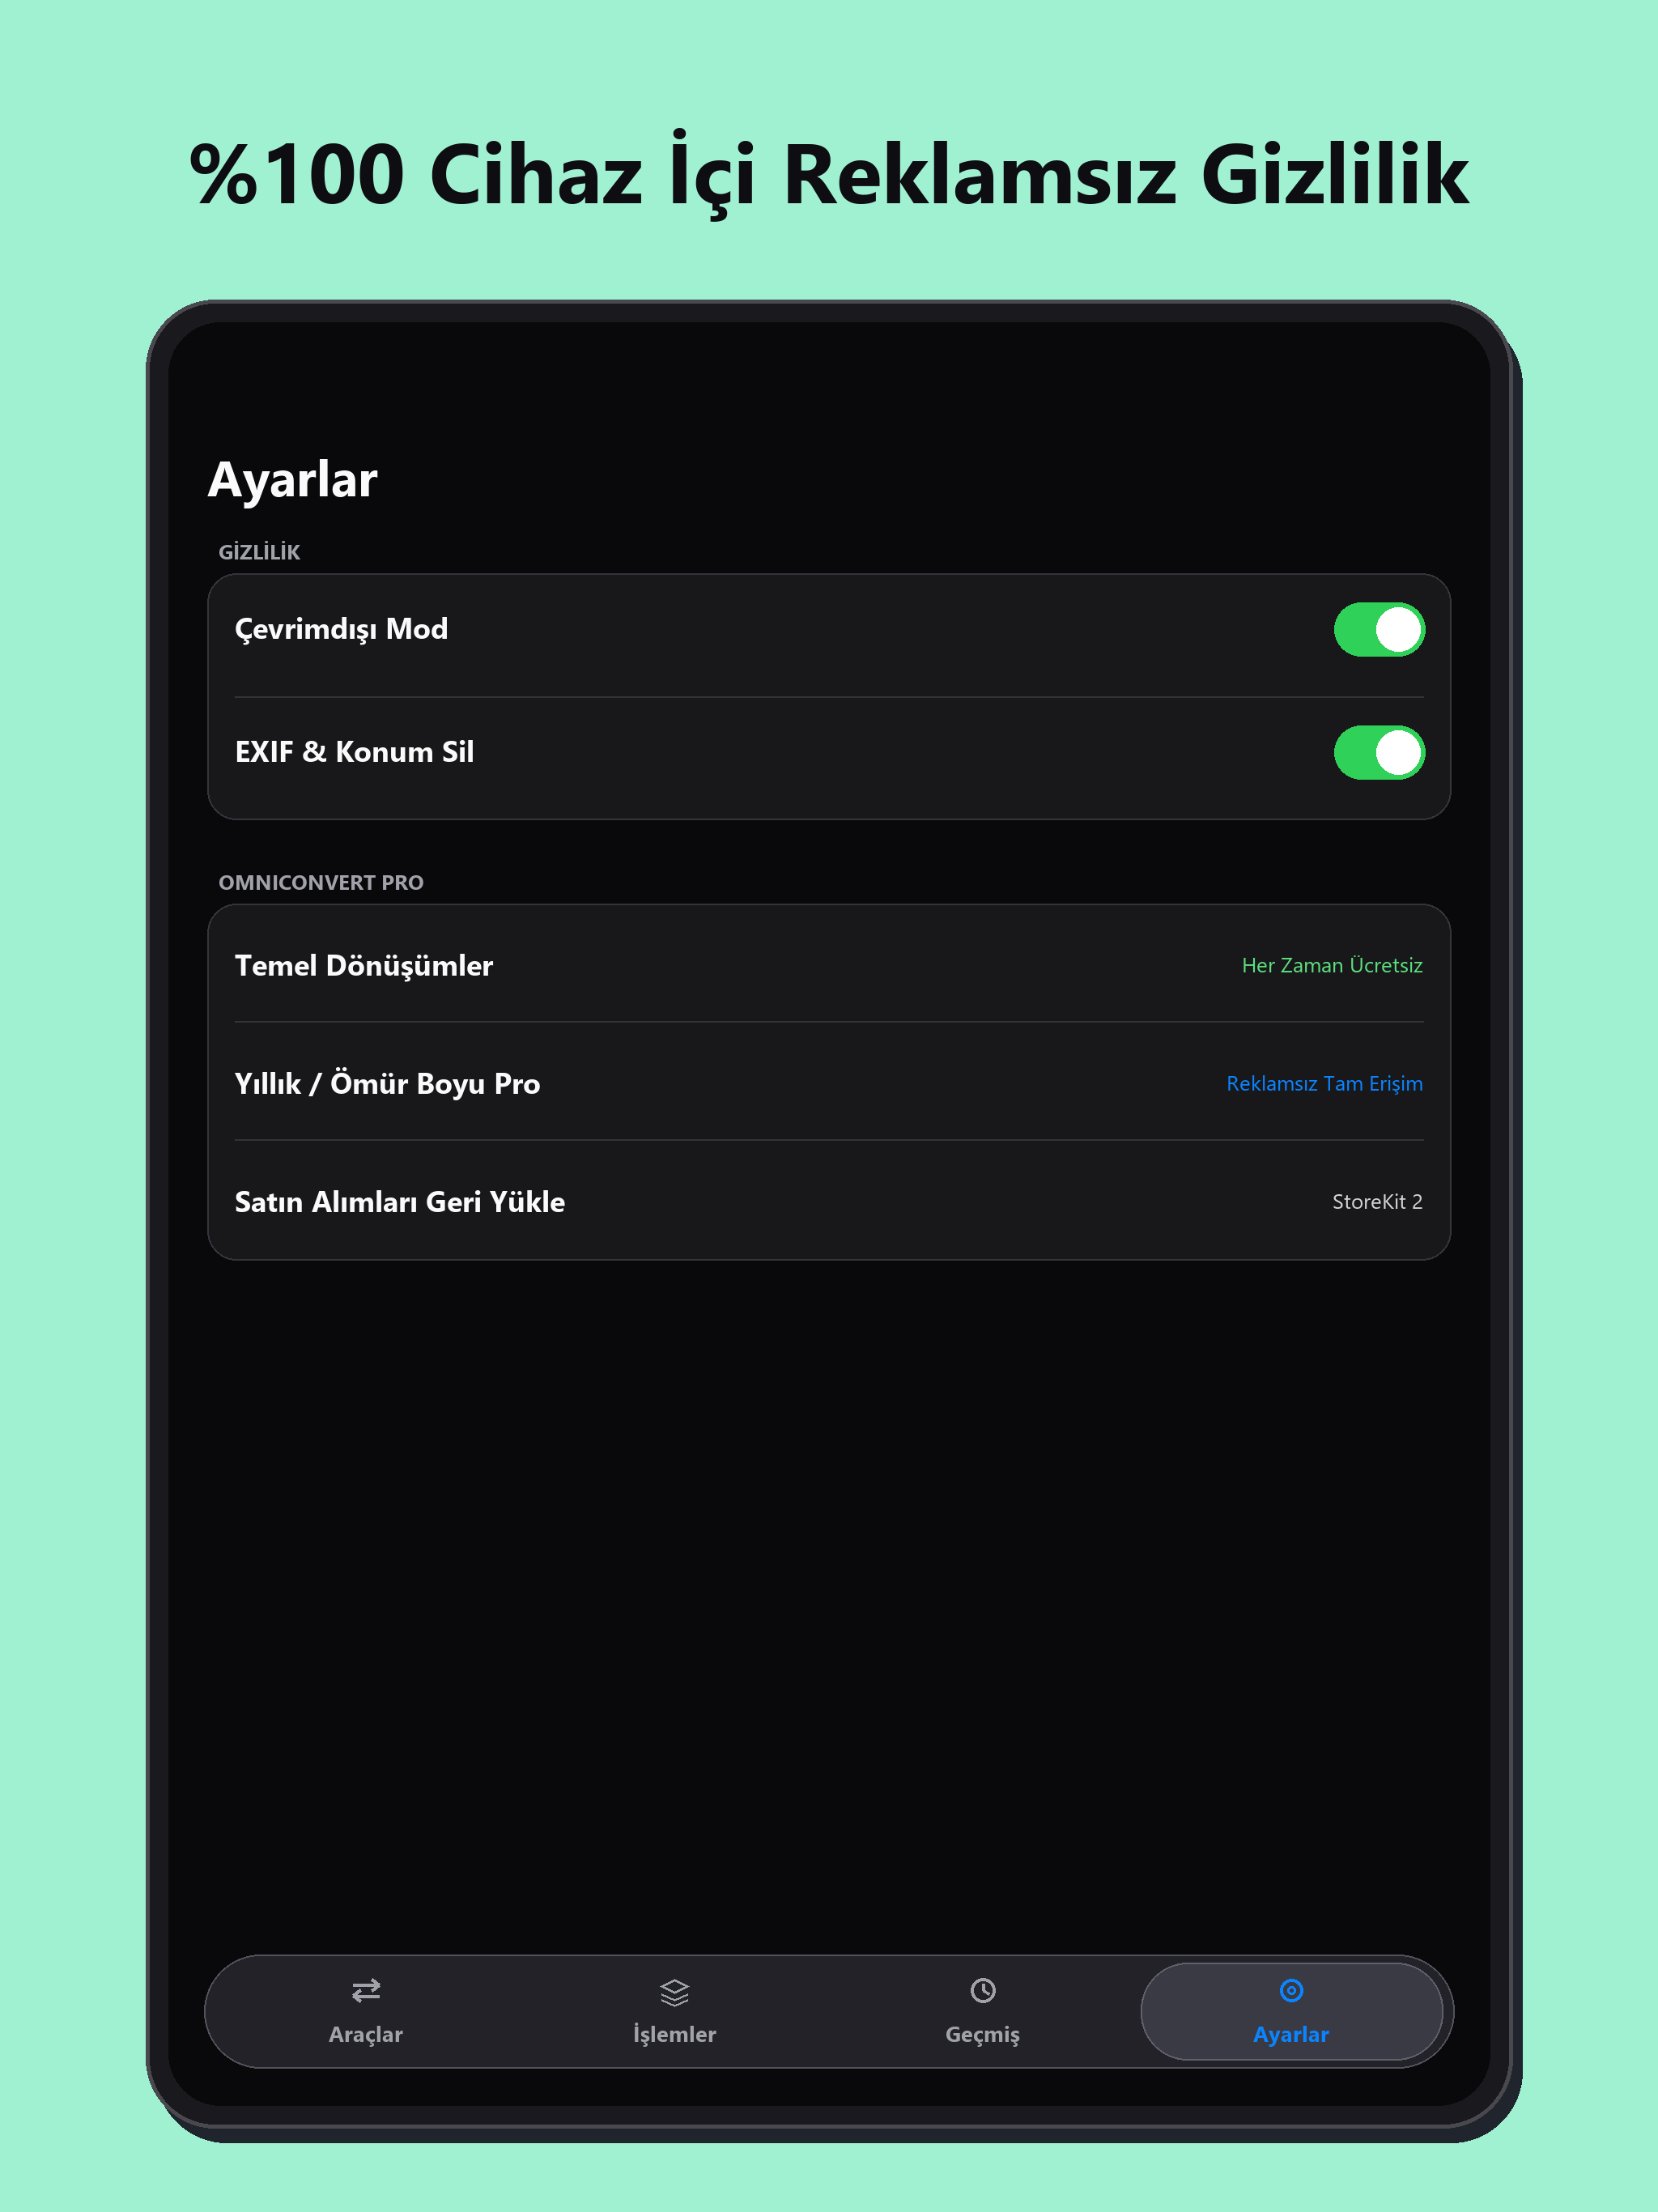 %100 Cihaz İçi Reklamsız Gizlilik
Ayarlar
GİZLİLİK
Çevrimdışı Mod
EXIF & Konum Sil
OMNICONVERT PRO
Temel Dönüşümler Her Zaman Ücretsiz
Yıllık / Ömür Boyu Pro Reklamsız Tam Erişim
Satın Alımları Geri Yükle StoreKit 2
Araçlar İşlemler Geçmiş Ayarlar